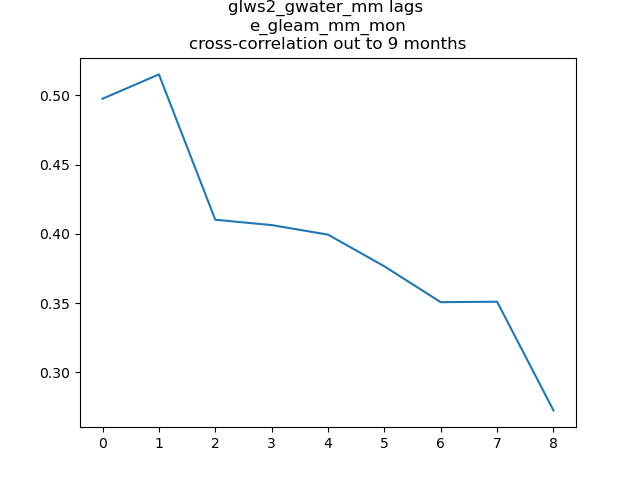 glws2_gwater_mm lags
e_gleam_mm_mon
cross-correlation out to 9 months
0.50
0.45
0.40
0.35
0.30
0 1 2 3 4 5 6 7 8